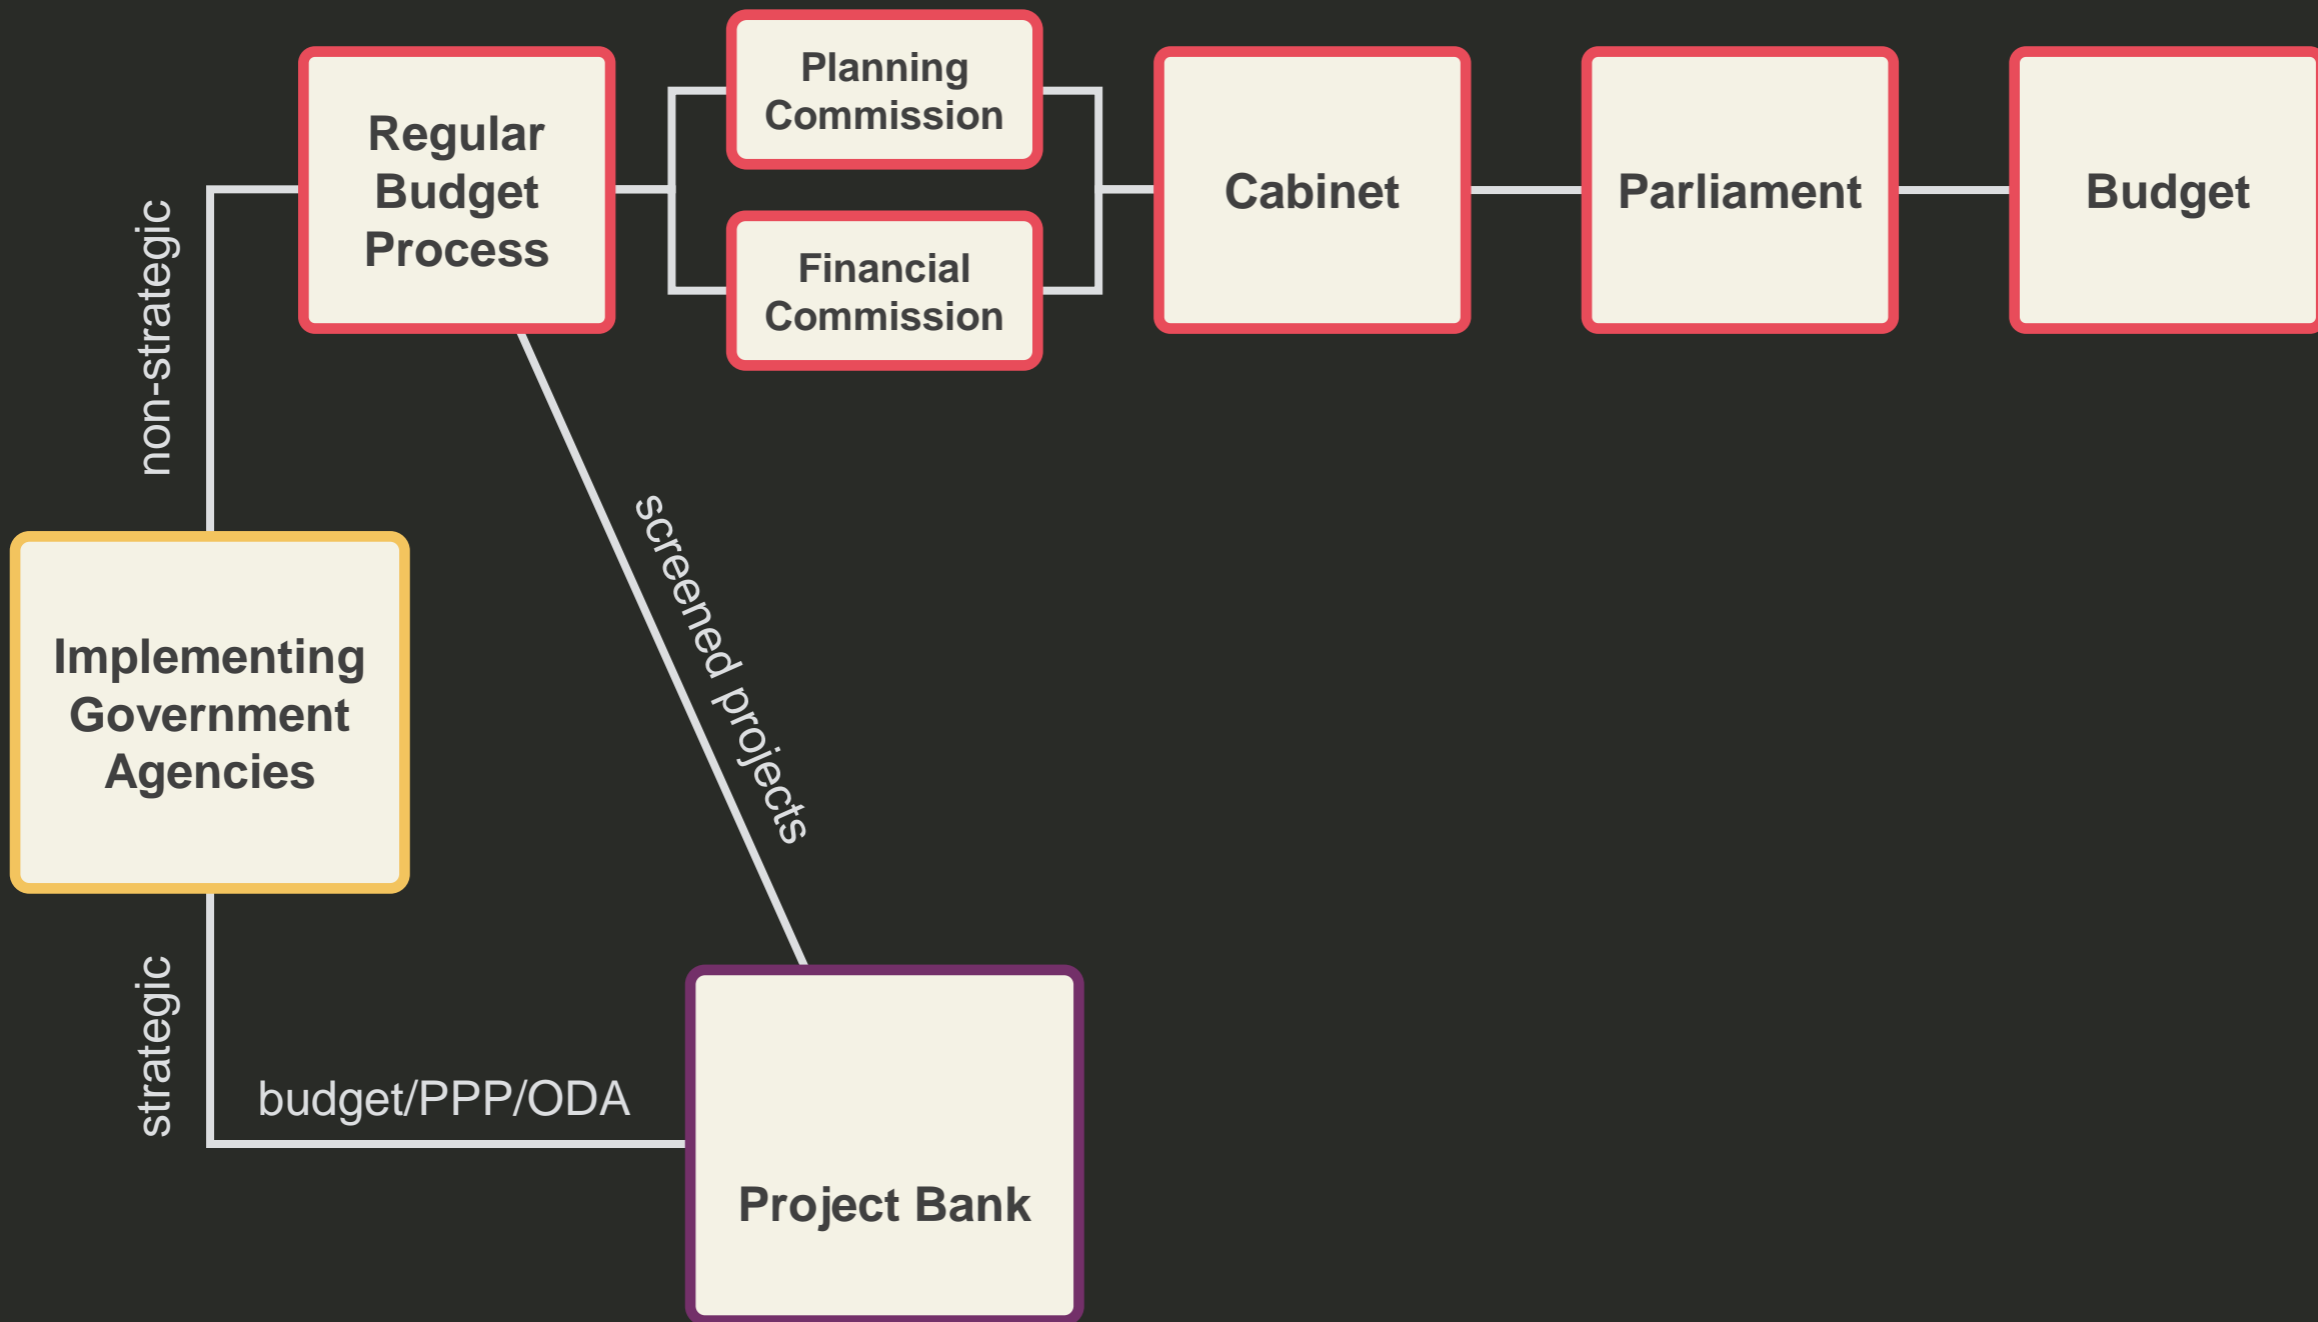 Planning
Commission
Regular
Budget
Process
Cabinet
Parliament
Budget
Financial
Commission
non-strategic
screened projects
Implementing
Government
Agencies
strategic
budget/PPP/ODA
Project Bank